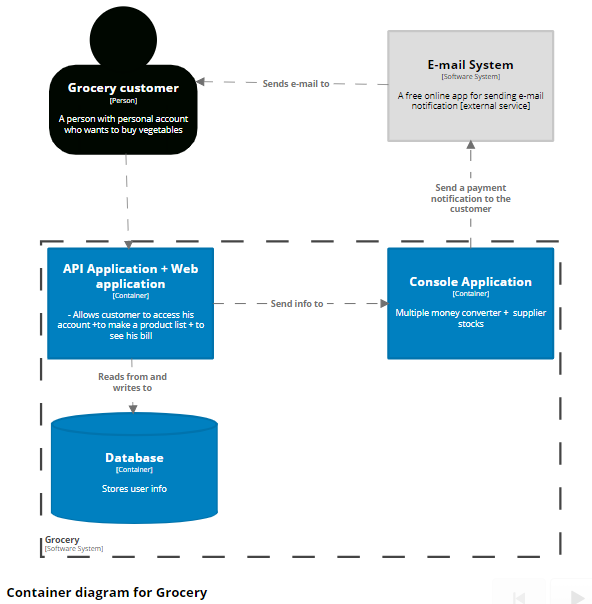 Grocery customer
[Person]
A person with personal account
who wants to buy vegetables
Sends e-mail to
E-mail System
[Software System]
A free online app for sending e-mail
notification [external service]
Send a payment
notification to the
customer
API Application + Web
application
[Container]
- Allows customer to access his
account +to make a product list + to
see his bill
Send info to
Console Application
[Container]
Multiple money converter + supplier
stocks
Reads from and
writes to
Database
[Container]
Stores user info
Grocery
[Software System]
Container diagram for Grocery